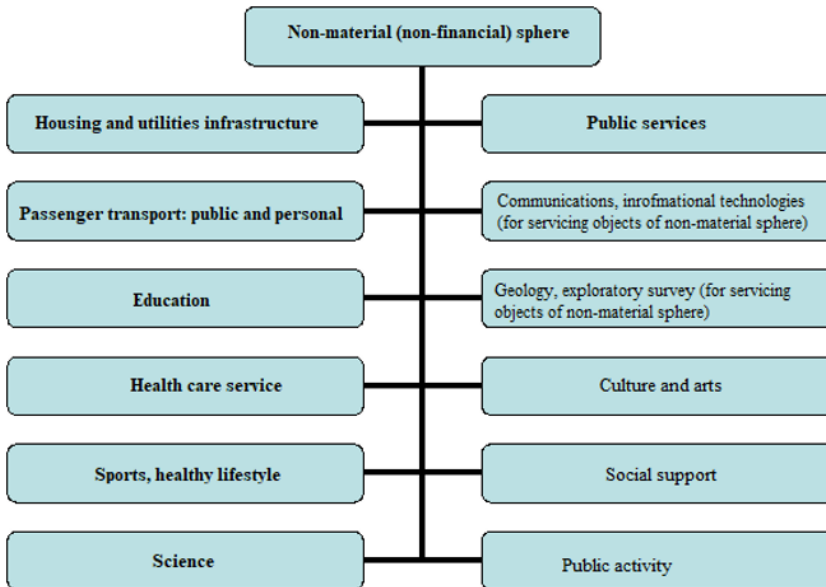 Non-material (non-financial) sphere
Housing and utilities infrastructure
Public services
Passenger transport: public and personal
Communications, inrofmational technologies
(for servicing objects of non-material sphere)
Education
Geology, exploratory survey (for servicing
objects of non-material sphere)
Health care service
Culture and arts
Sports, healthy lifestyle
Social support
Science
Public activity